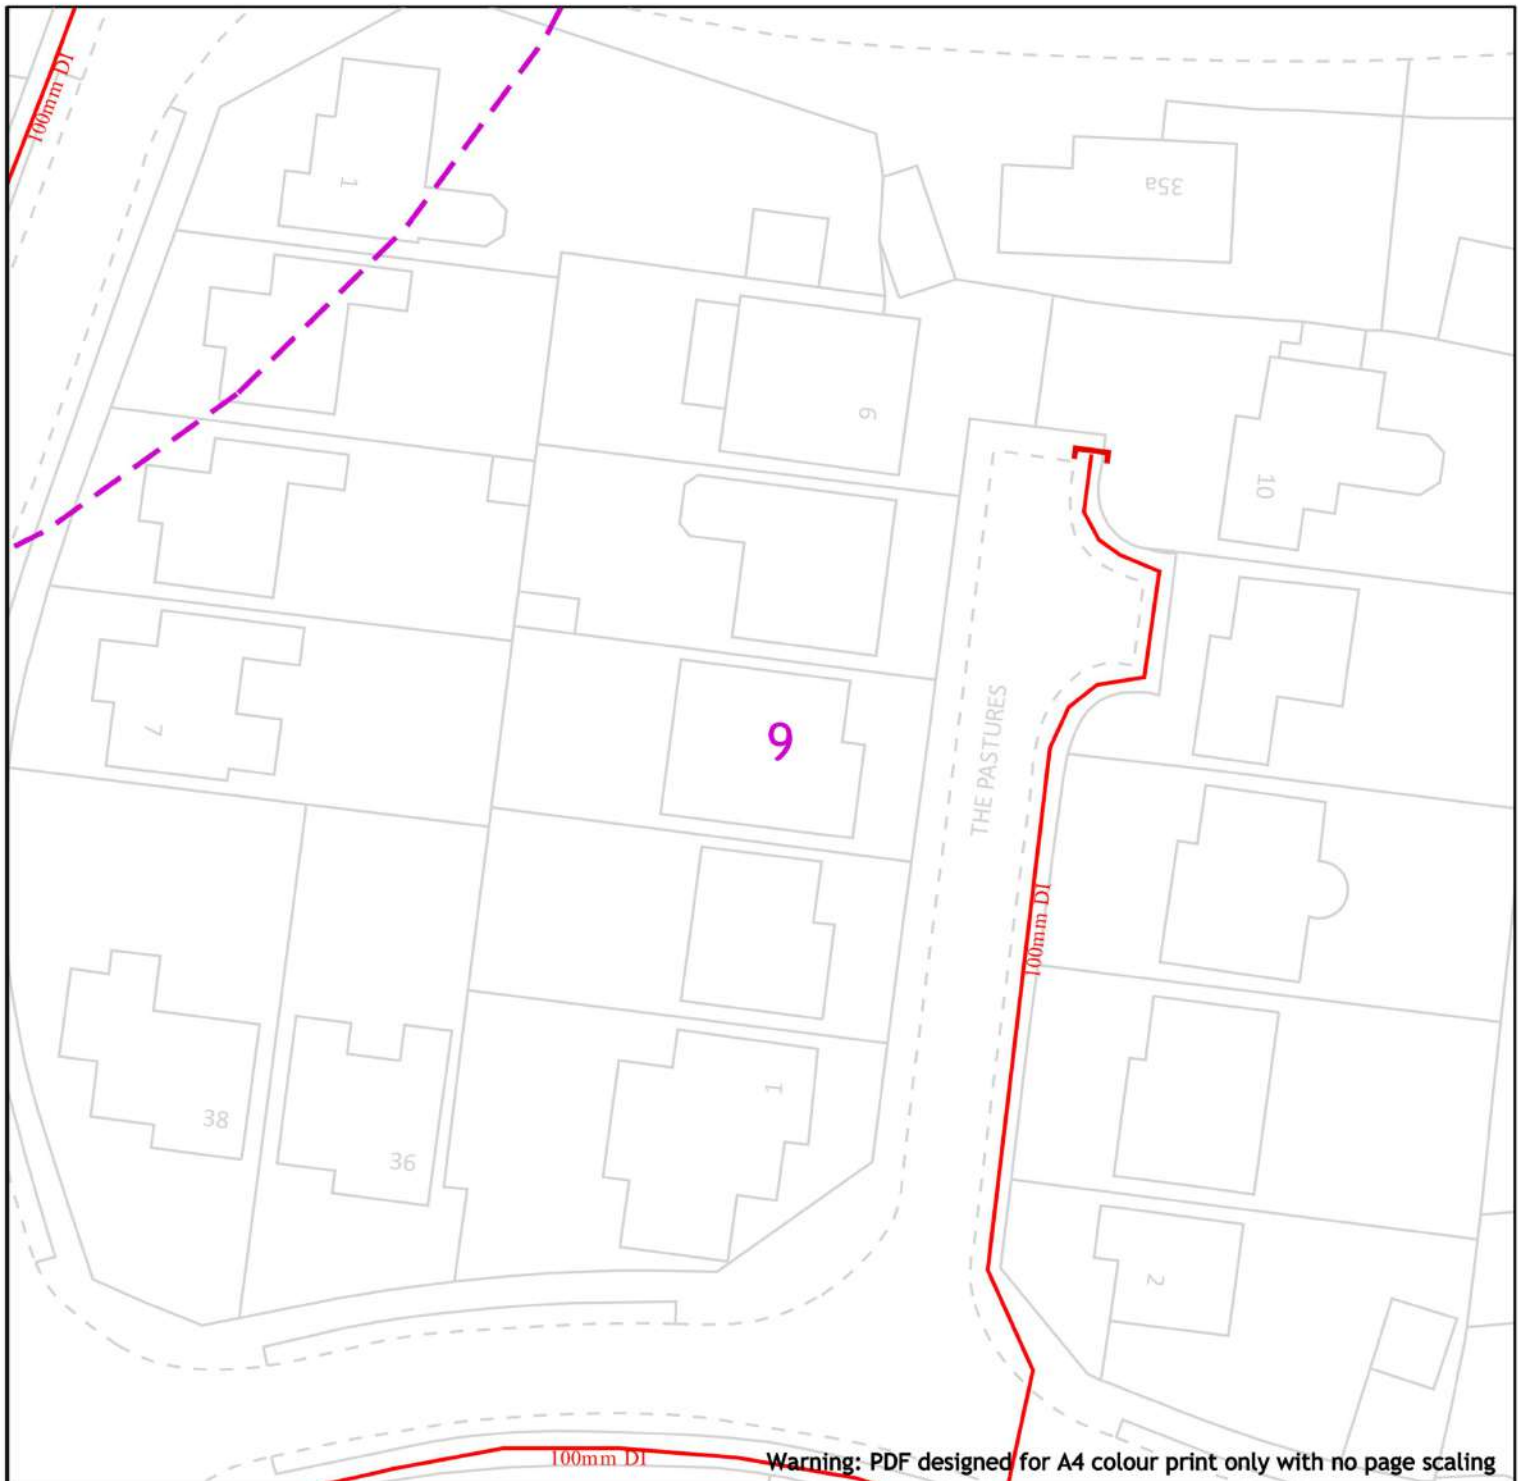 100mm DI
1
35a
9
10
THE PASTURES
9
7
100mm DI
38
36
1
2
100mm DI
Warning: PDF designed for A4 colour print only with no page scaling